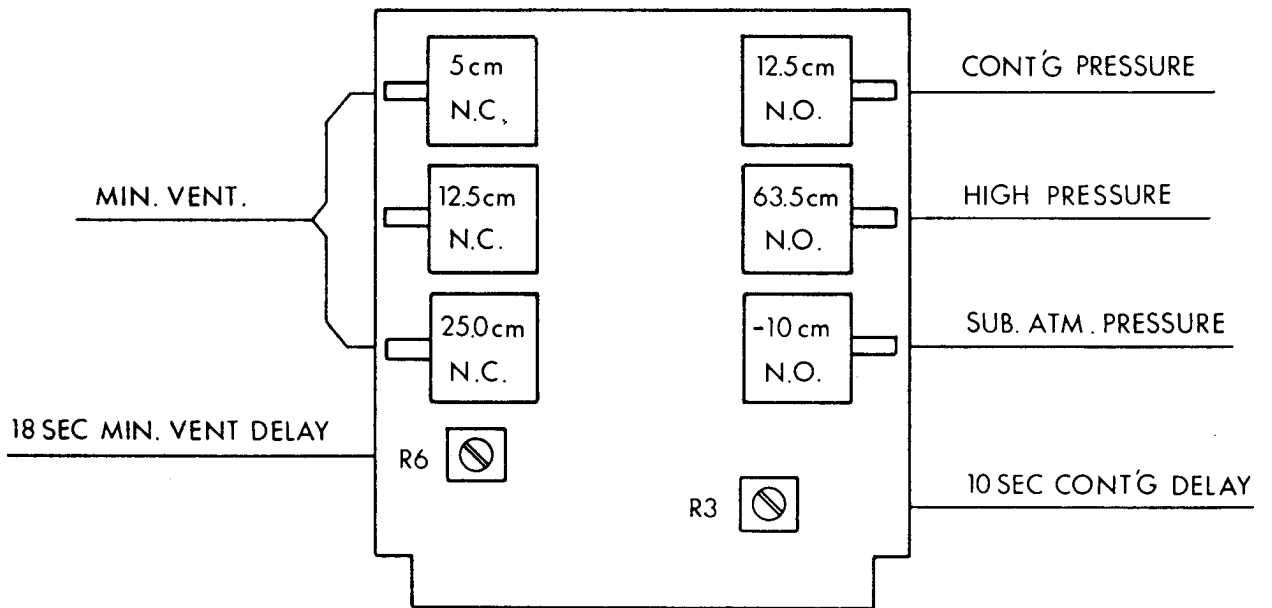 5cm
N.C.
12.5cm
N.O.
CONT'G PRESSURE
MIN. VENT.
12.5cm
N.C.
63.5cm
N.O.
HIGH PRESSURE
25.0cm
N.C.
-10cm
N.O.
SUB. ATM. PRESSURE
18 SEC MIN. VENT DELAY
R6
R3
10 SEC CONT'G DELAY